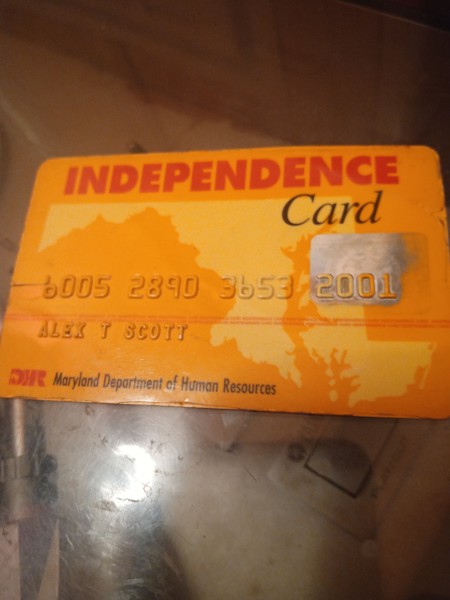 INDEPENDENCE
Card
6005 2890 3653 2001
ALEX T SCOTT
DHR Maryland Department of Human Resources